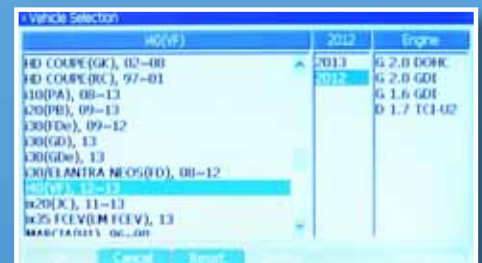 Vehicle Selection
i40(VF) 2012 Engine
HD COUPE(GK), 02~08
HD COUPE(RC), 97~01
i10(PA), 08~13
i20(PB), 09~13
i30(FDe), 09~12
i30(GD), 13
i30(GDe), 13
i30/ELANTRA NEOS(FD), 08~12
i40(VF), 12~13
ix20(JC), 11~13
ix35 FCEV(LM FCEV), 13
2013
2012
G 2.0 DOHC
G 2.0 GDI
G 1.6 GDI
D 1.7 TCI-U2
Cancel Reset